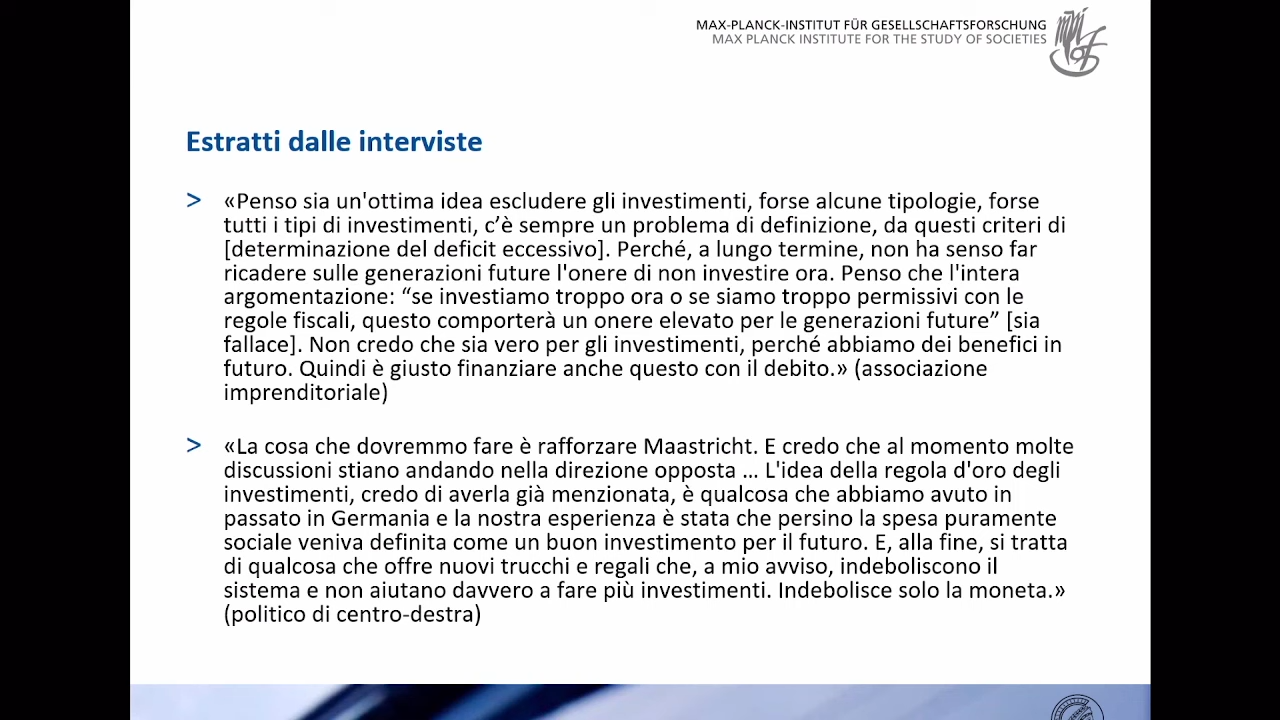 MAX-PLANCK-INSTITUT FÜR GESELLSCHAFTSFORSCHUNG
MAX PLANCK INSTITUTE FOR THE STUDY OF SOCIETIES
Estratti dalle interviste
> «Penso sia un'ottima idea escludere gli investimenti, forse alcune tipologie, forse
tutti i tipi di investimenti, c’è sempre un problema di definizione, da questi criteri di
[determinazione del deficit eccessivo]. Perché, a lungo termine, non ha senso far
ricadere sulle generazioni future l'onere di non investire ora. Penso che l'intera
argomentazione: “se investiamo troppo ora o se siamo troppo permissivi con le
regole fiscali, questo comporterà un onere elevato per le generazioni future” [sia
fallace]. Non credo che sia vero per gli investimenti, perché abbiamo dei benefici in
futuro. Quindi è giusto finanziare anche questo con il debito.» (associazione
imprenditoriale)
> «La cosa che dovremmo fare è rafforzare Maastricht. E credo che al momento molte
discussioni stiano andando nella direzione opposta … L'idea della regola d'oro degli
investimenti, credo di averla già menzionata, è qualcosa che abbiamo avuto in
passato in Germania e la nostra esperienza è stata che persino la spesa puramente
sociale veniva definita come un buon investimento per il futuro. E, alla fine, si tratta
di qualcosa che offre nuovi trucchi e regali che, a mio avviso, indeboliscono il
sistema e non aiutano davvero a fare più investimenti. Indebolisce solo la moneta.»
(politico di centro-destra)